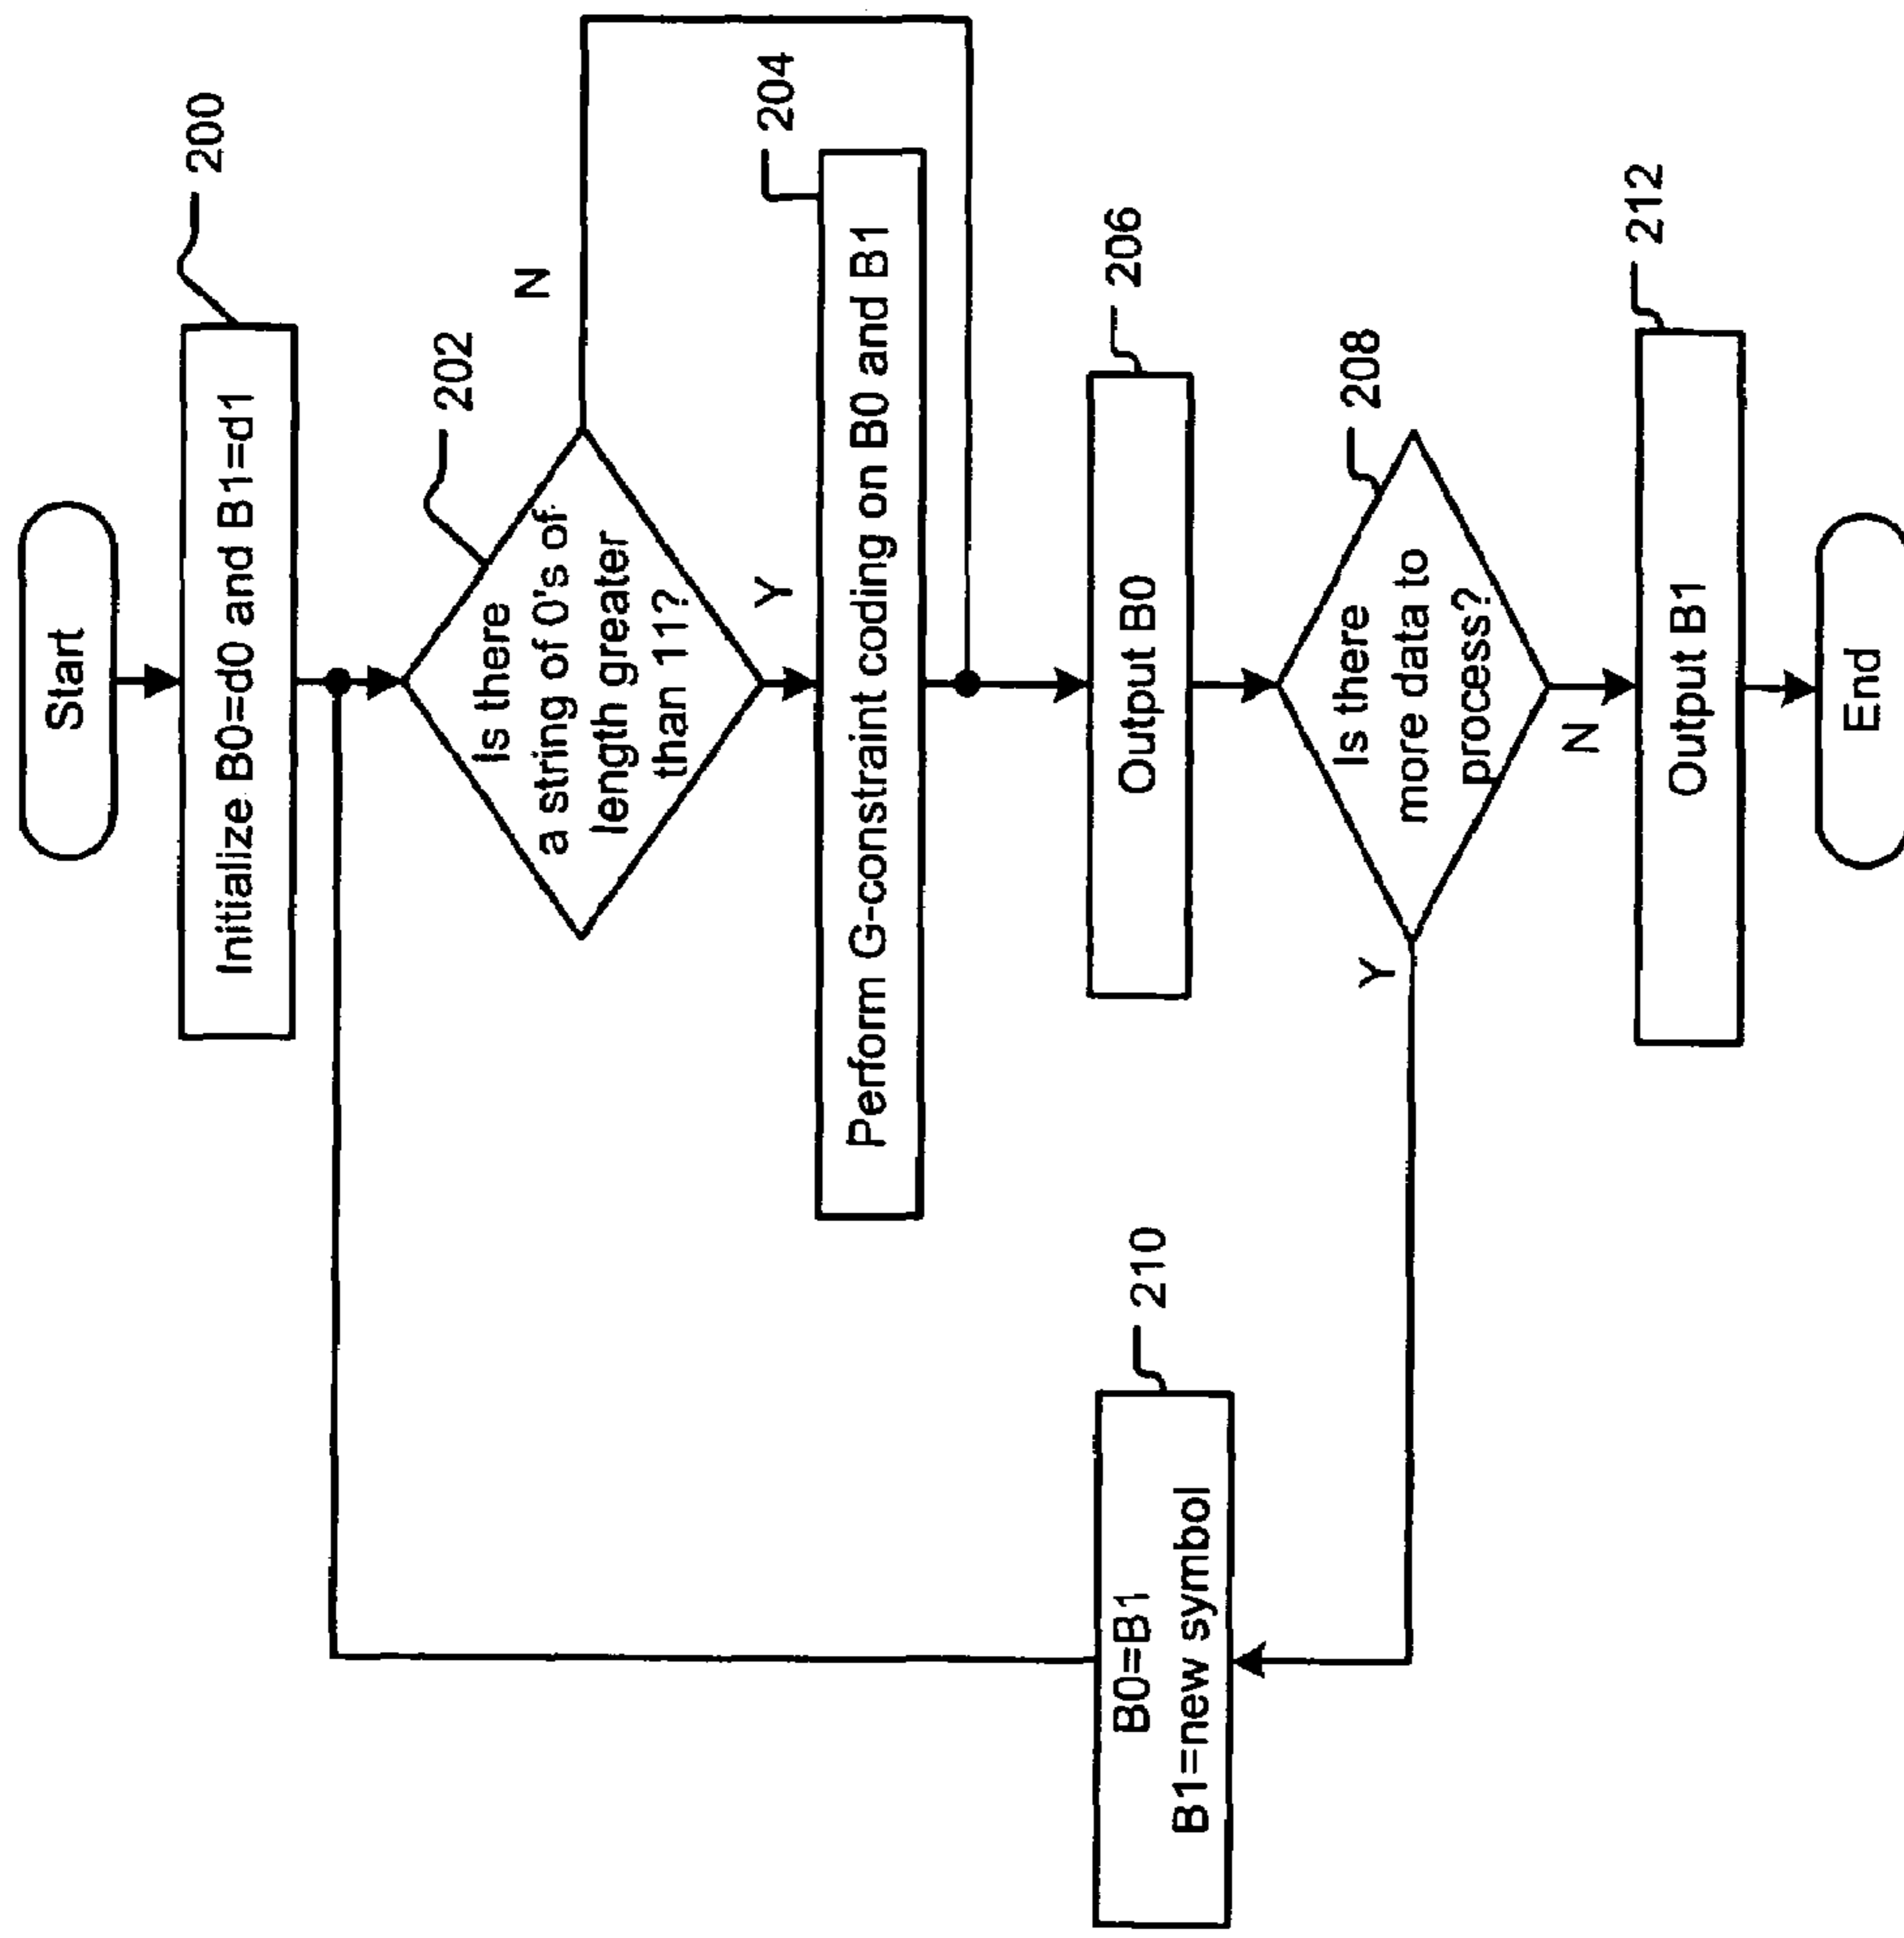 Start
Initialize B0=d0 and B1=d1
200
Is there
a string of 0's of
length greater
than 11?
202
N
Y
Perform G-constraint coding on B0 and B1
204
Output B0
206
Is there
more data to
process?
208
Y
N
B0=B1
B1=new symbol
210
Output B1
212
End